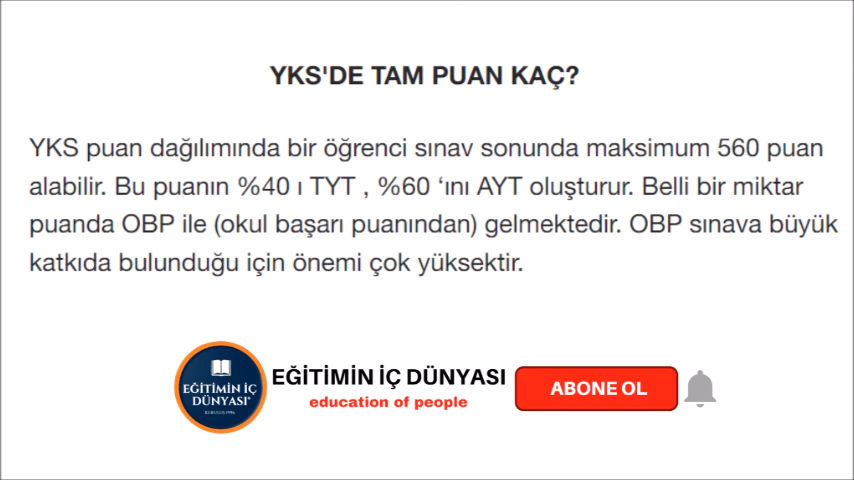 YKS'DE TAM PUAN KAÇ?
YKS puan dağılımında bir öğrenci sınav sonunda maksimum 560 puan
alabilir. Bu puanın %40 ı TYT , %60 ‘ını AYT oluşturur. Belli bir miktar
puanda OBP ile (okul başarı puanından) gelmektedir. OBP sınava büyük
katkıda bulunduğu için önemi çok yüksektir.
EĞİTİMİN İÇ
DÜNYASI®
EĞİTİMİN İÇ DÜNYASI
education of people
ABONE OL